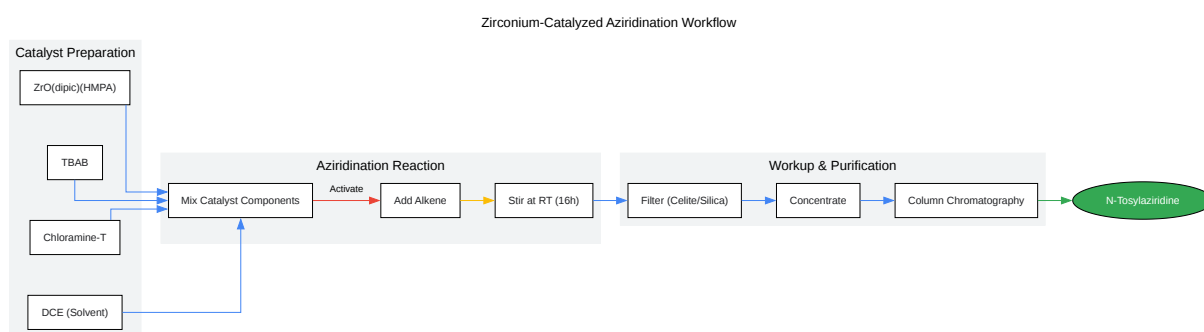 Zirconium-Catalyzed Aziridination Workflow
Catalyst Preparation
ZrO(dipic)(HMPA)
TBAB
Chloramine-T
DCE (Solvent)
Aziridination Reaction
Mix Catalyst Components
Activate
Add Alkene
Stir at RT (16h)
Workup & Purification
Filter (Celite/Silica)
Concentrate
Column Chromatography
N-Tosylaziridine